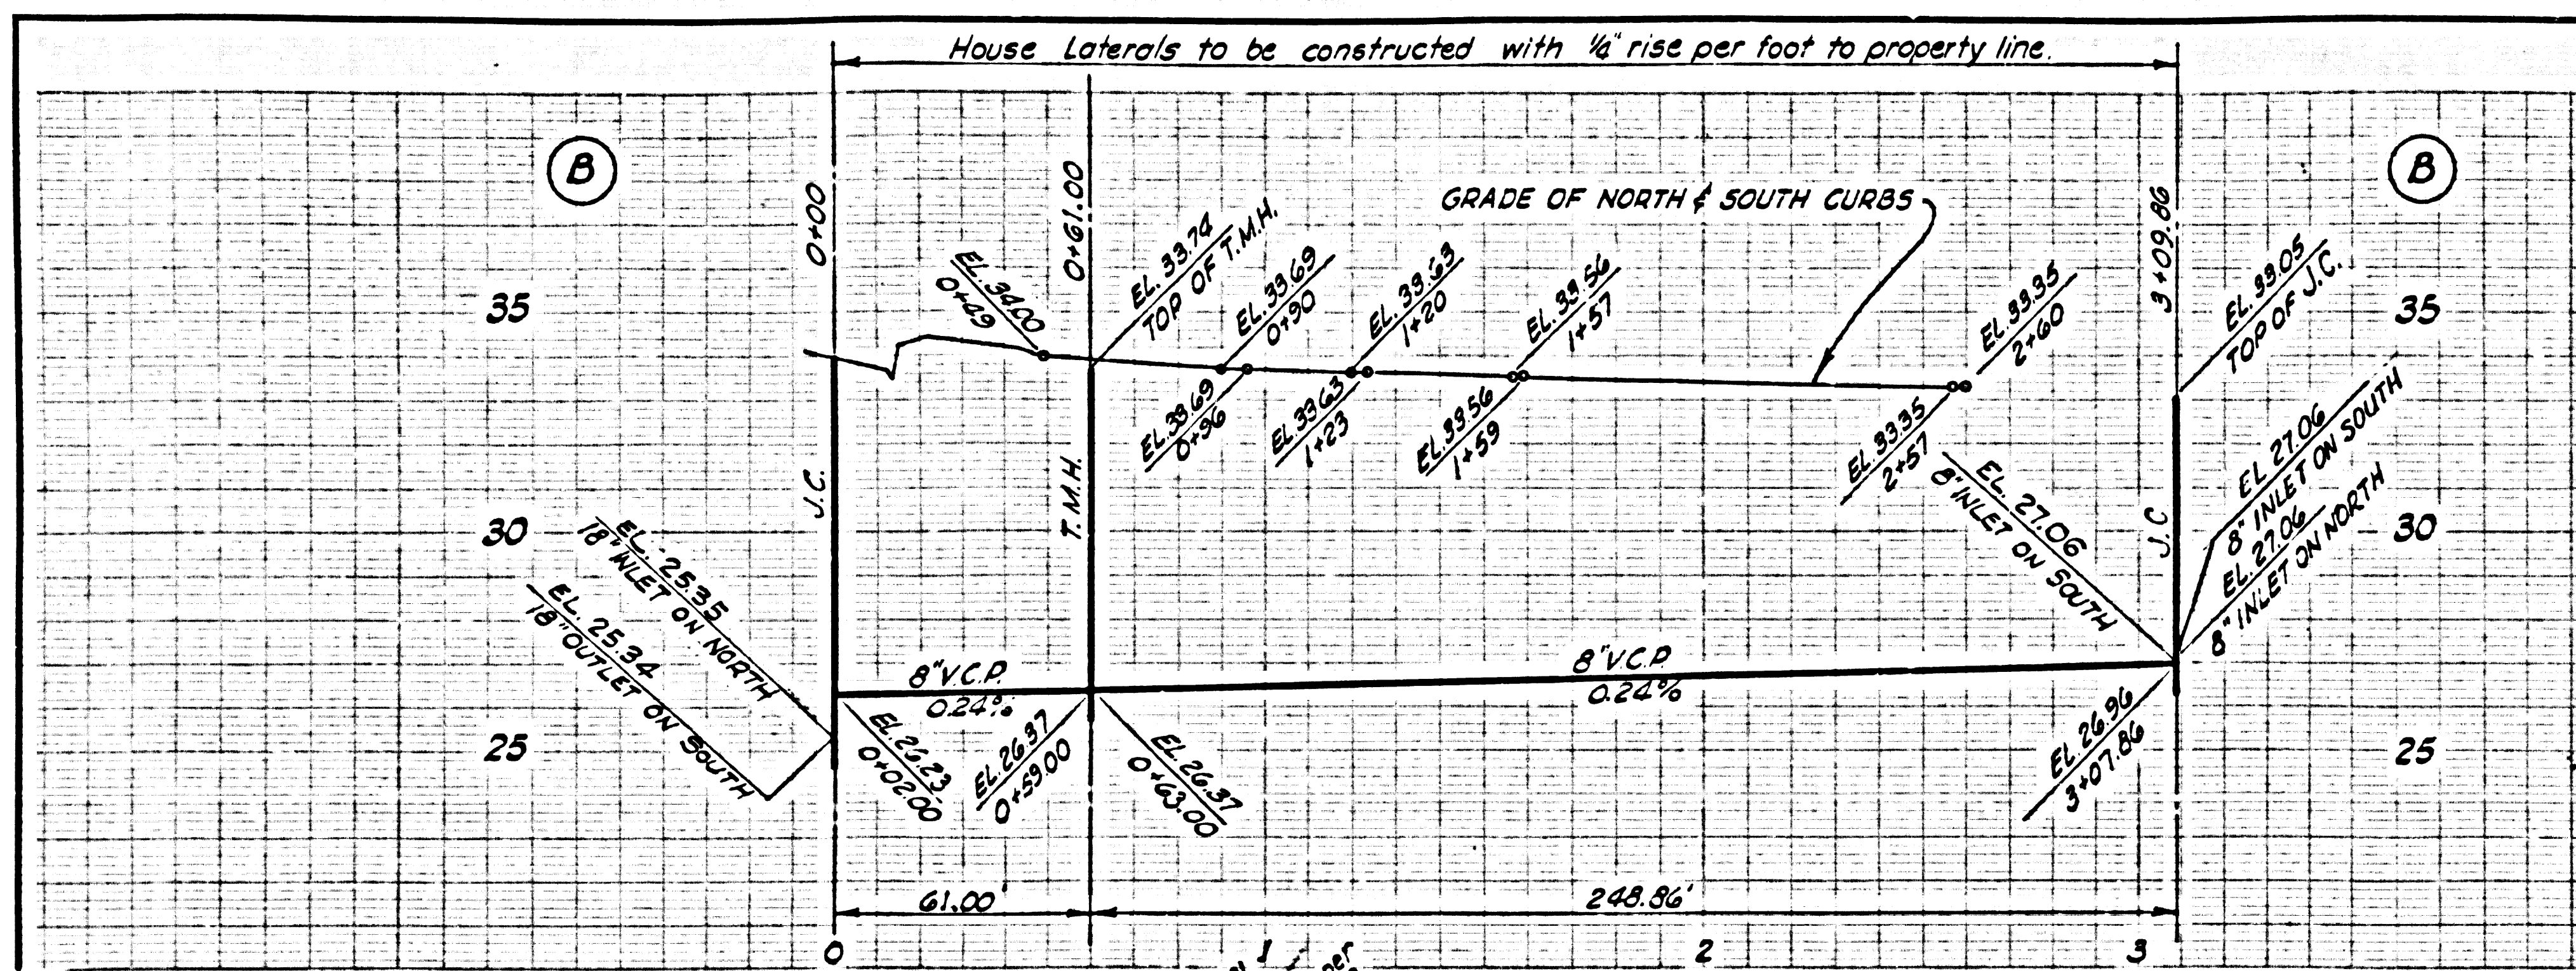 House Laterals to be constructed with 1/4" rise per foot to property line.
B
B
0+00
0+61.00
3+09.86
GRADE OF NORTH & SOUTH CURBS
EL. 34.00
0+49
EL. 33.74
TOP OF T.M.H.
EL. 33.69
0+90
EL. 33.63
1+20
EL. 33.56
1+57
EL. 33.35
2+60
EL. 33.05
TOP OF J.C.
35
35
EL. 33.69
0+96
EL. 33.63
1+23
EL. 33.56
1+59
EL. 33.35
2+57
J.C.
T.M.H.
J.C
EL. 27.06
8" INLET ON SOUTH
EL 27.06
8" INLET ON SOUTH
EL. 27.06
8" INLET ON NORTH
30
30
EL. 25.35
18" INLET ON NORTH
EL. 25.34
18" OUTLET ON SOUTH
8" V.C.P.
0.24%
8" V.C.P.
0.24%
25
25
EL. 26.23
0+02.00
EL. 26.37
0+59.00
EL. 26.37
0+63.00
EL. 26.96
3+07.86
61.00'
248.86'
0
1
2
3
per